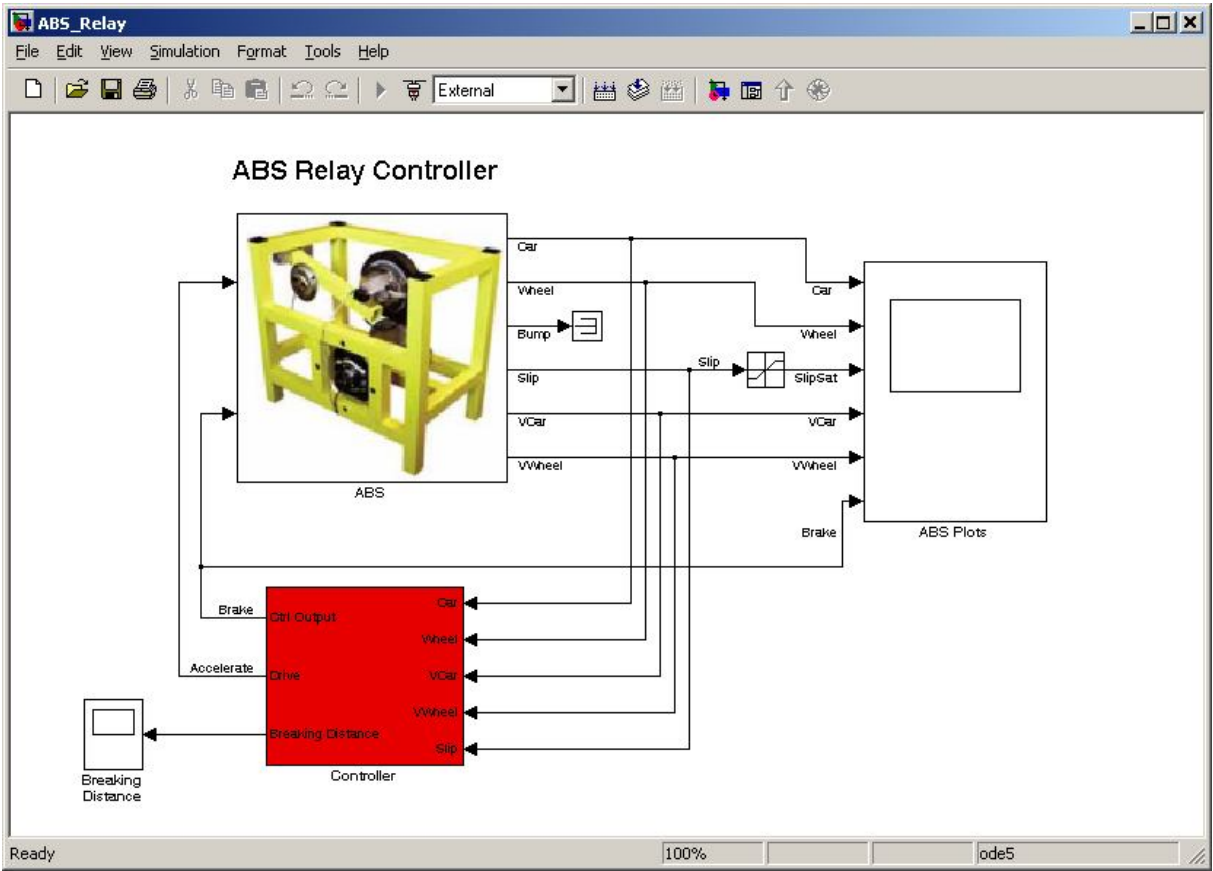 ABS_Relay
File Edit View Simulation Format Tools Help
External
ABS Relay Controller
Car
Wheel
Bump
Slip
VCar
VWheel
ABS
Slip
Car
Wheel
SlipSat
VCar
VWheel
Brake
ABS Plots
Brake
Accelerate
Ctrl Output
Drive
Breaking Distance
Car
Wheel
VCar
VWheel
Slip
Controller
Breaking
Distance
Ready 100% ode5